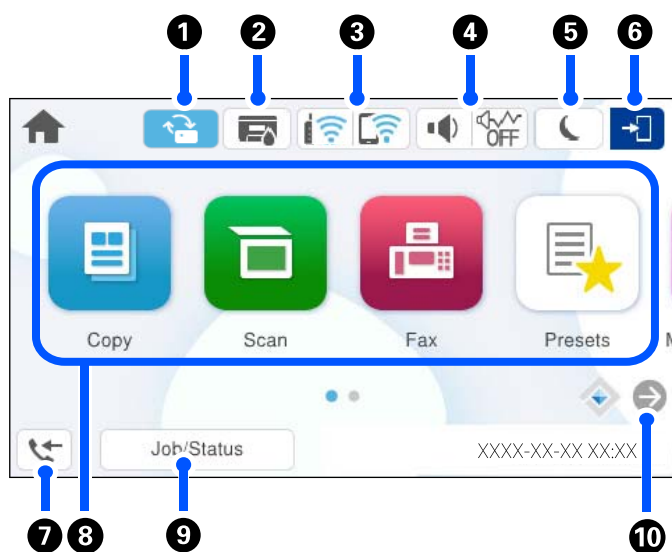 1 2 3 4 5 6
OFF
Copy Scan Fax Presets M
Job/Status XXXX-XX-XX XX:XX
7 8 9 10